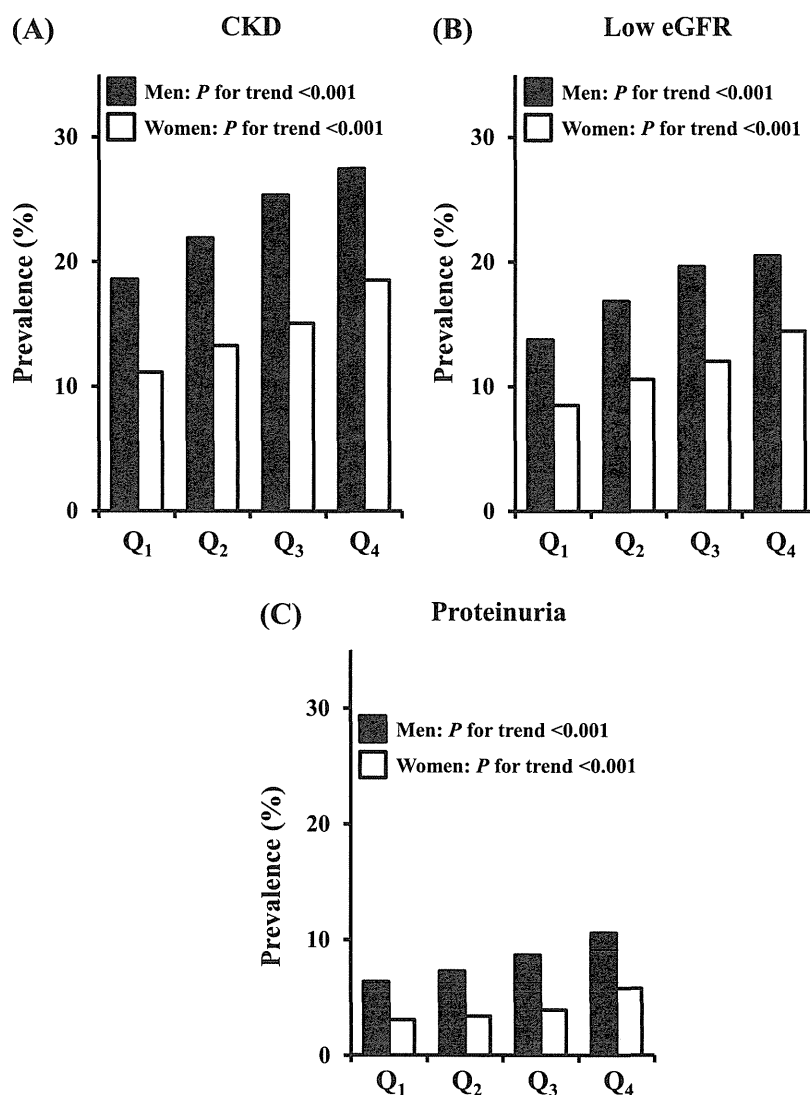 (A) CKD
Men: P for trend <0.001
Women: P for trend <0.001
Prevalence (%)
30
20
10
0
Q₁ Q₂ Q₃ Q₄
(B) Low eGFR
Men: P for trend <0.001
Women: P for trend <0.001
Prevalence (%)
30
20
10
0
Q₁ Q₂ Q₃ Q₄
(C) Proteinuria
Men: P for trend <0.001
Women: P for trend <0.001
Prevalence (%)
30
20
10
0
Q₁ Q₂ Q₃ Q₄